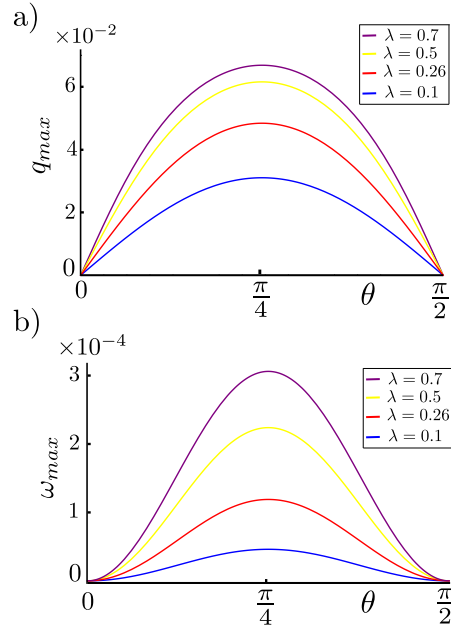 a)
×10⁻²
6
4
2
0
q_max
λ = 0.7
λ = 0.5
λ = 0.26
λ = 0.1
0
π/4
θ
π/2
b)
×10⁻⁴
3
2
0
ω_max
λ = 0.7
λ = 0.5
λ = 0.26
λ = 0.1
0
π/4
θ
π/2